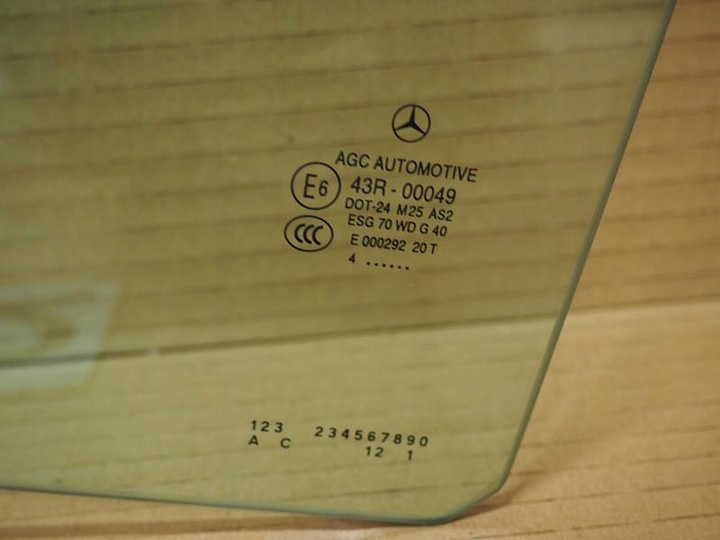 AGC AUTOMOTIVE
E6 43R - 00049
DOT-24 M25 AS2
CCC ESG 70 WD G 40
E 000292 20 T
4 ......
123 234567890
A C 12 1